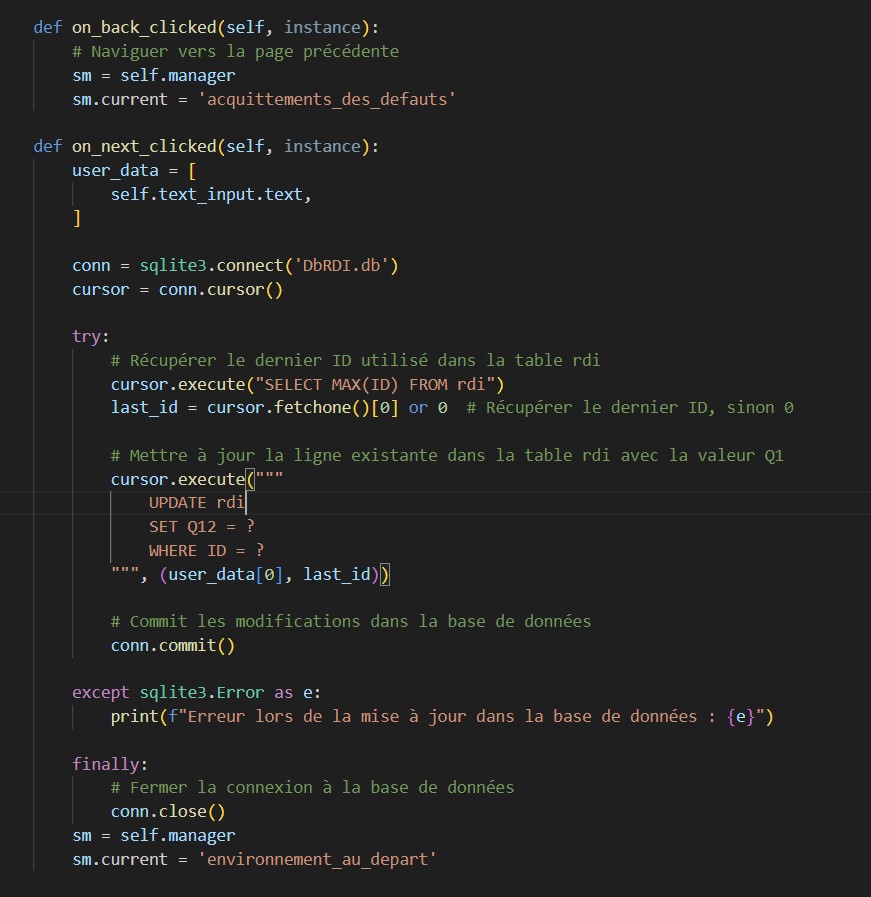 def on_back_clicked(self, instance):
# Naviguer vers la page précédente
sm = self.manager
sm.current = 'acquittements_des_defauts'
def on_next_clicked(self, instance):
user_data = [
self.text_input.text,
]
conn = sqlite3.connect('DbRDI.db')
cursor = conn.cursor()
try:
# Récupérer le dernier ID utilisé dans la table rdi
cursor.execute("SELECT MAX(ID) FROM rdi")
last_id = cursor.fetchone()[0] or 0  # Récupérer le dernier ID, sinon 0
# Mettre à jour la ligne existante dans la table rdi avec la valeur Q1
cursor.execute("""
UPDATE rdi
SET Q12 = ?
WHERE ID = ?
""", (user_data[0], last_id))
# Commit les modifications dans la base de données
conn.commit()
except sqlite3.Error as e:
print(f"Erreur lors de la mise à jour dans la base de données : {e}")
finally:
# Fermer la connexion à la base de données
conn.close()
sm = self.manager
sm.current = 'environnement_au_depart'